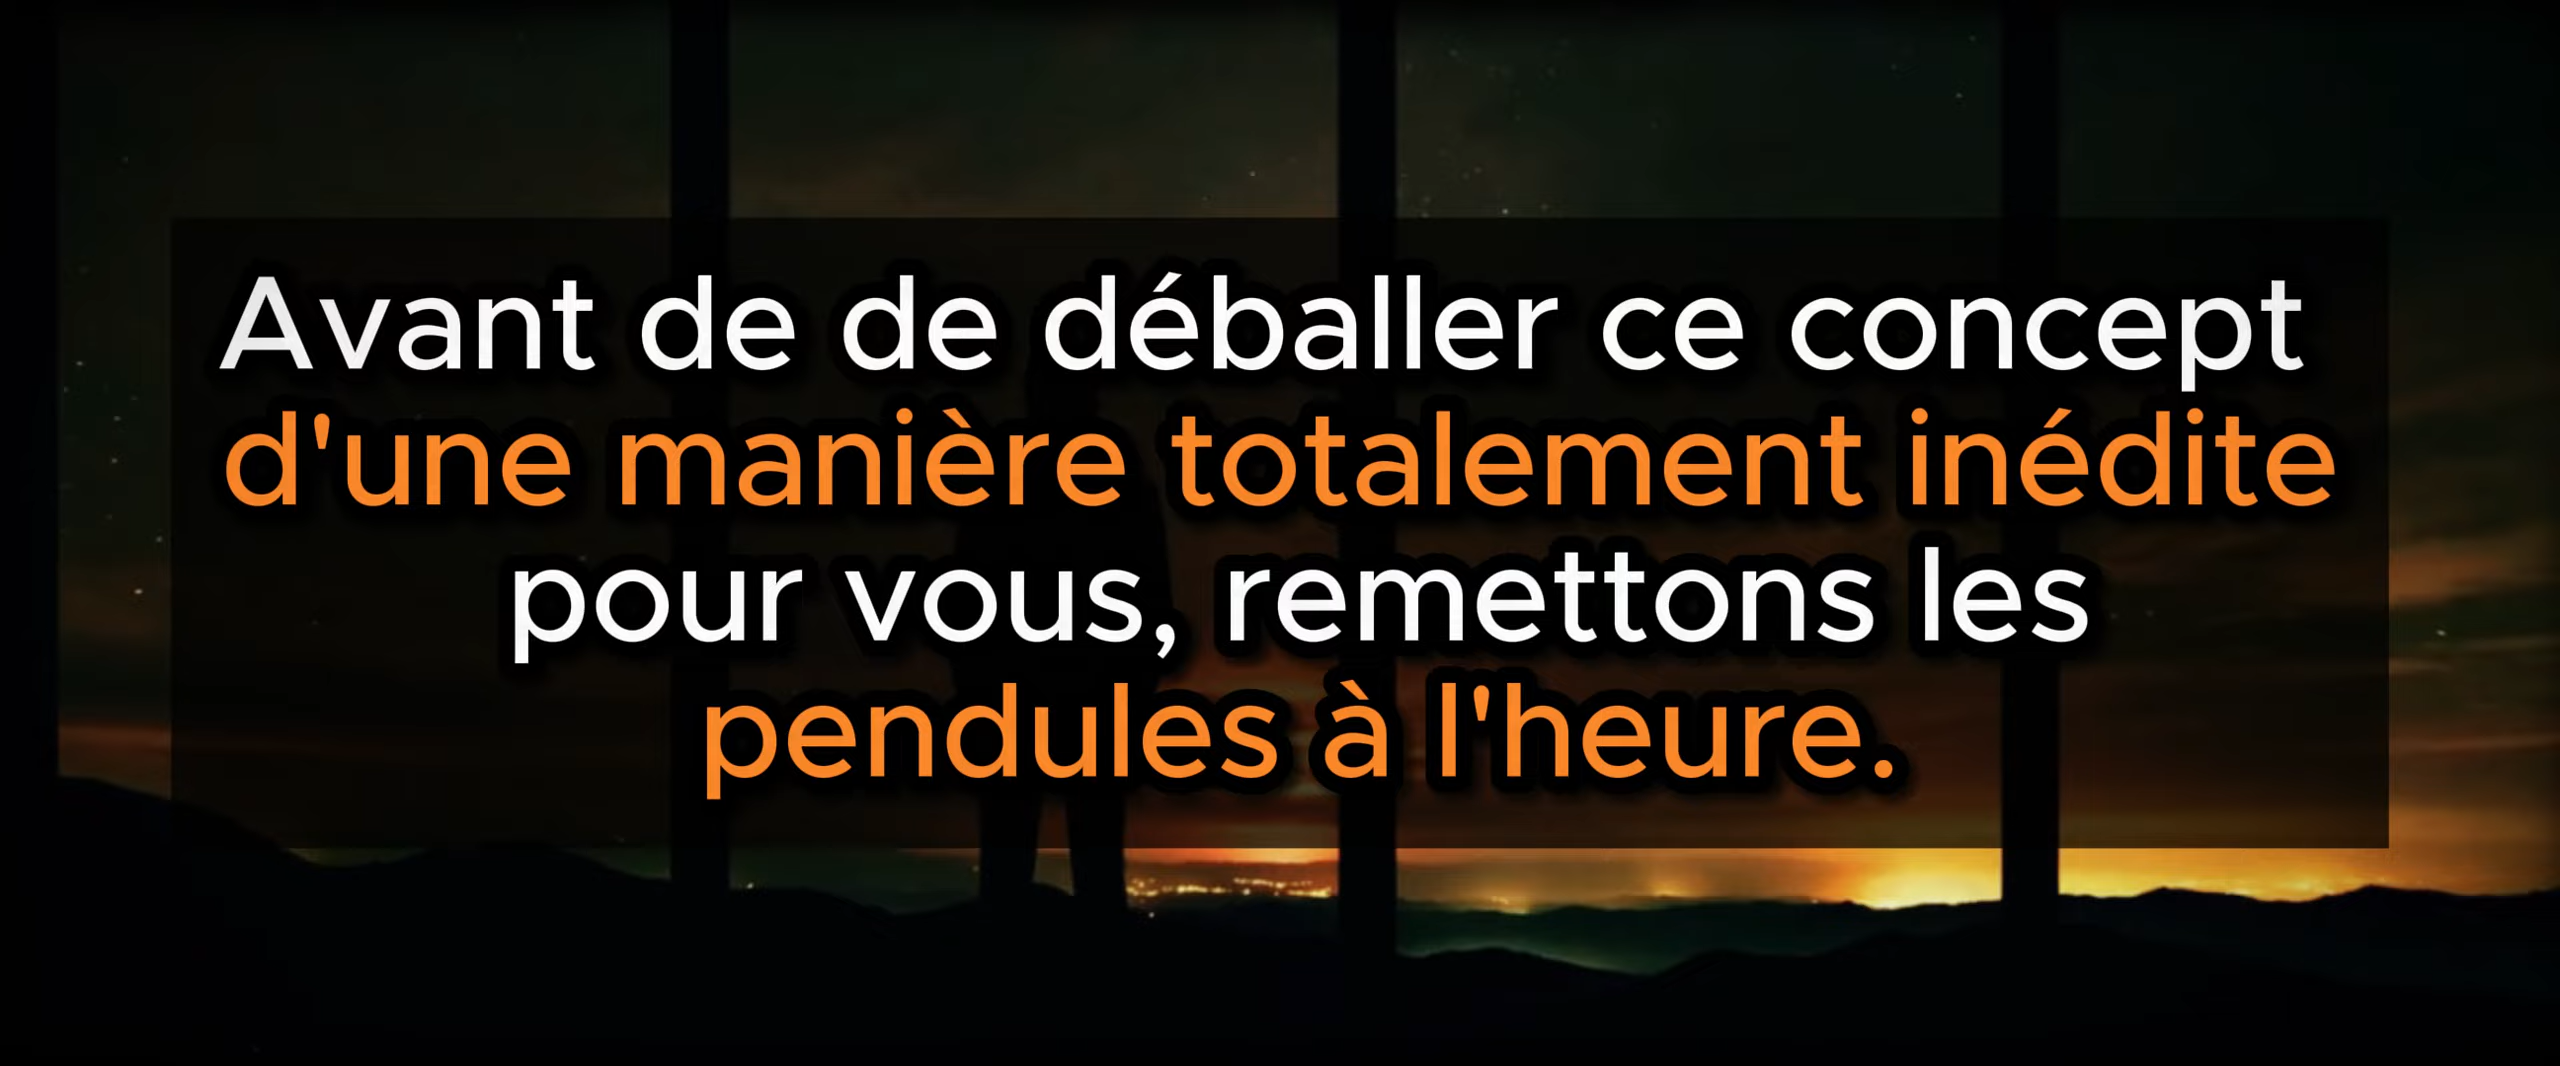 Avant de de déballer ce concept
d'une manière totalement inédite
pour vous, remettons les
pendules à l'heure.